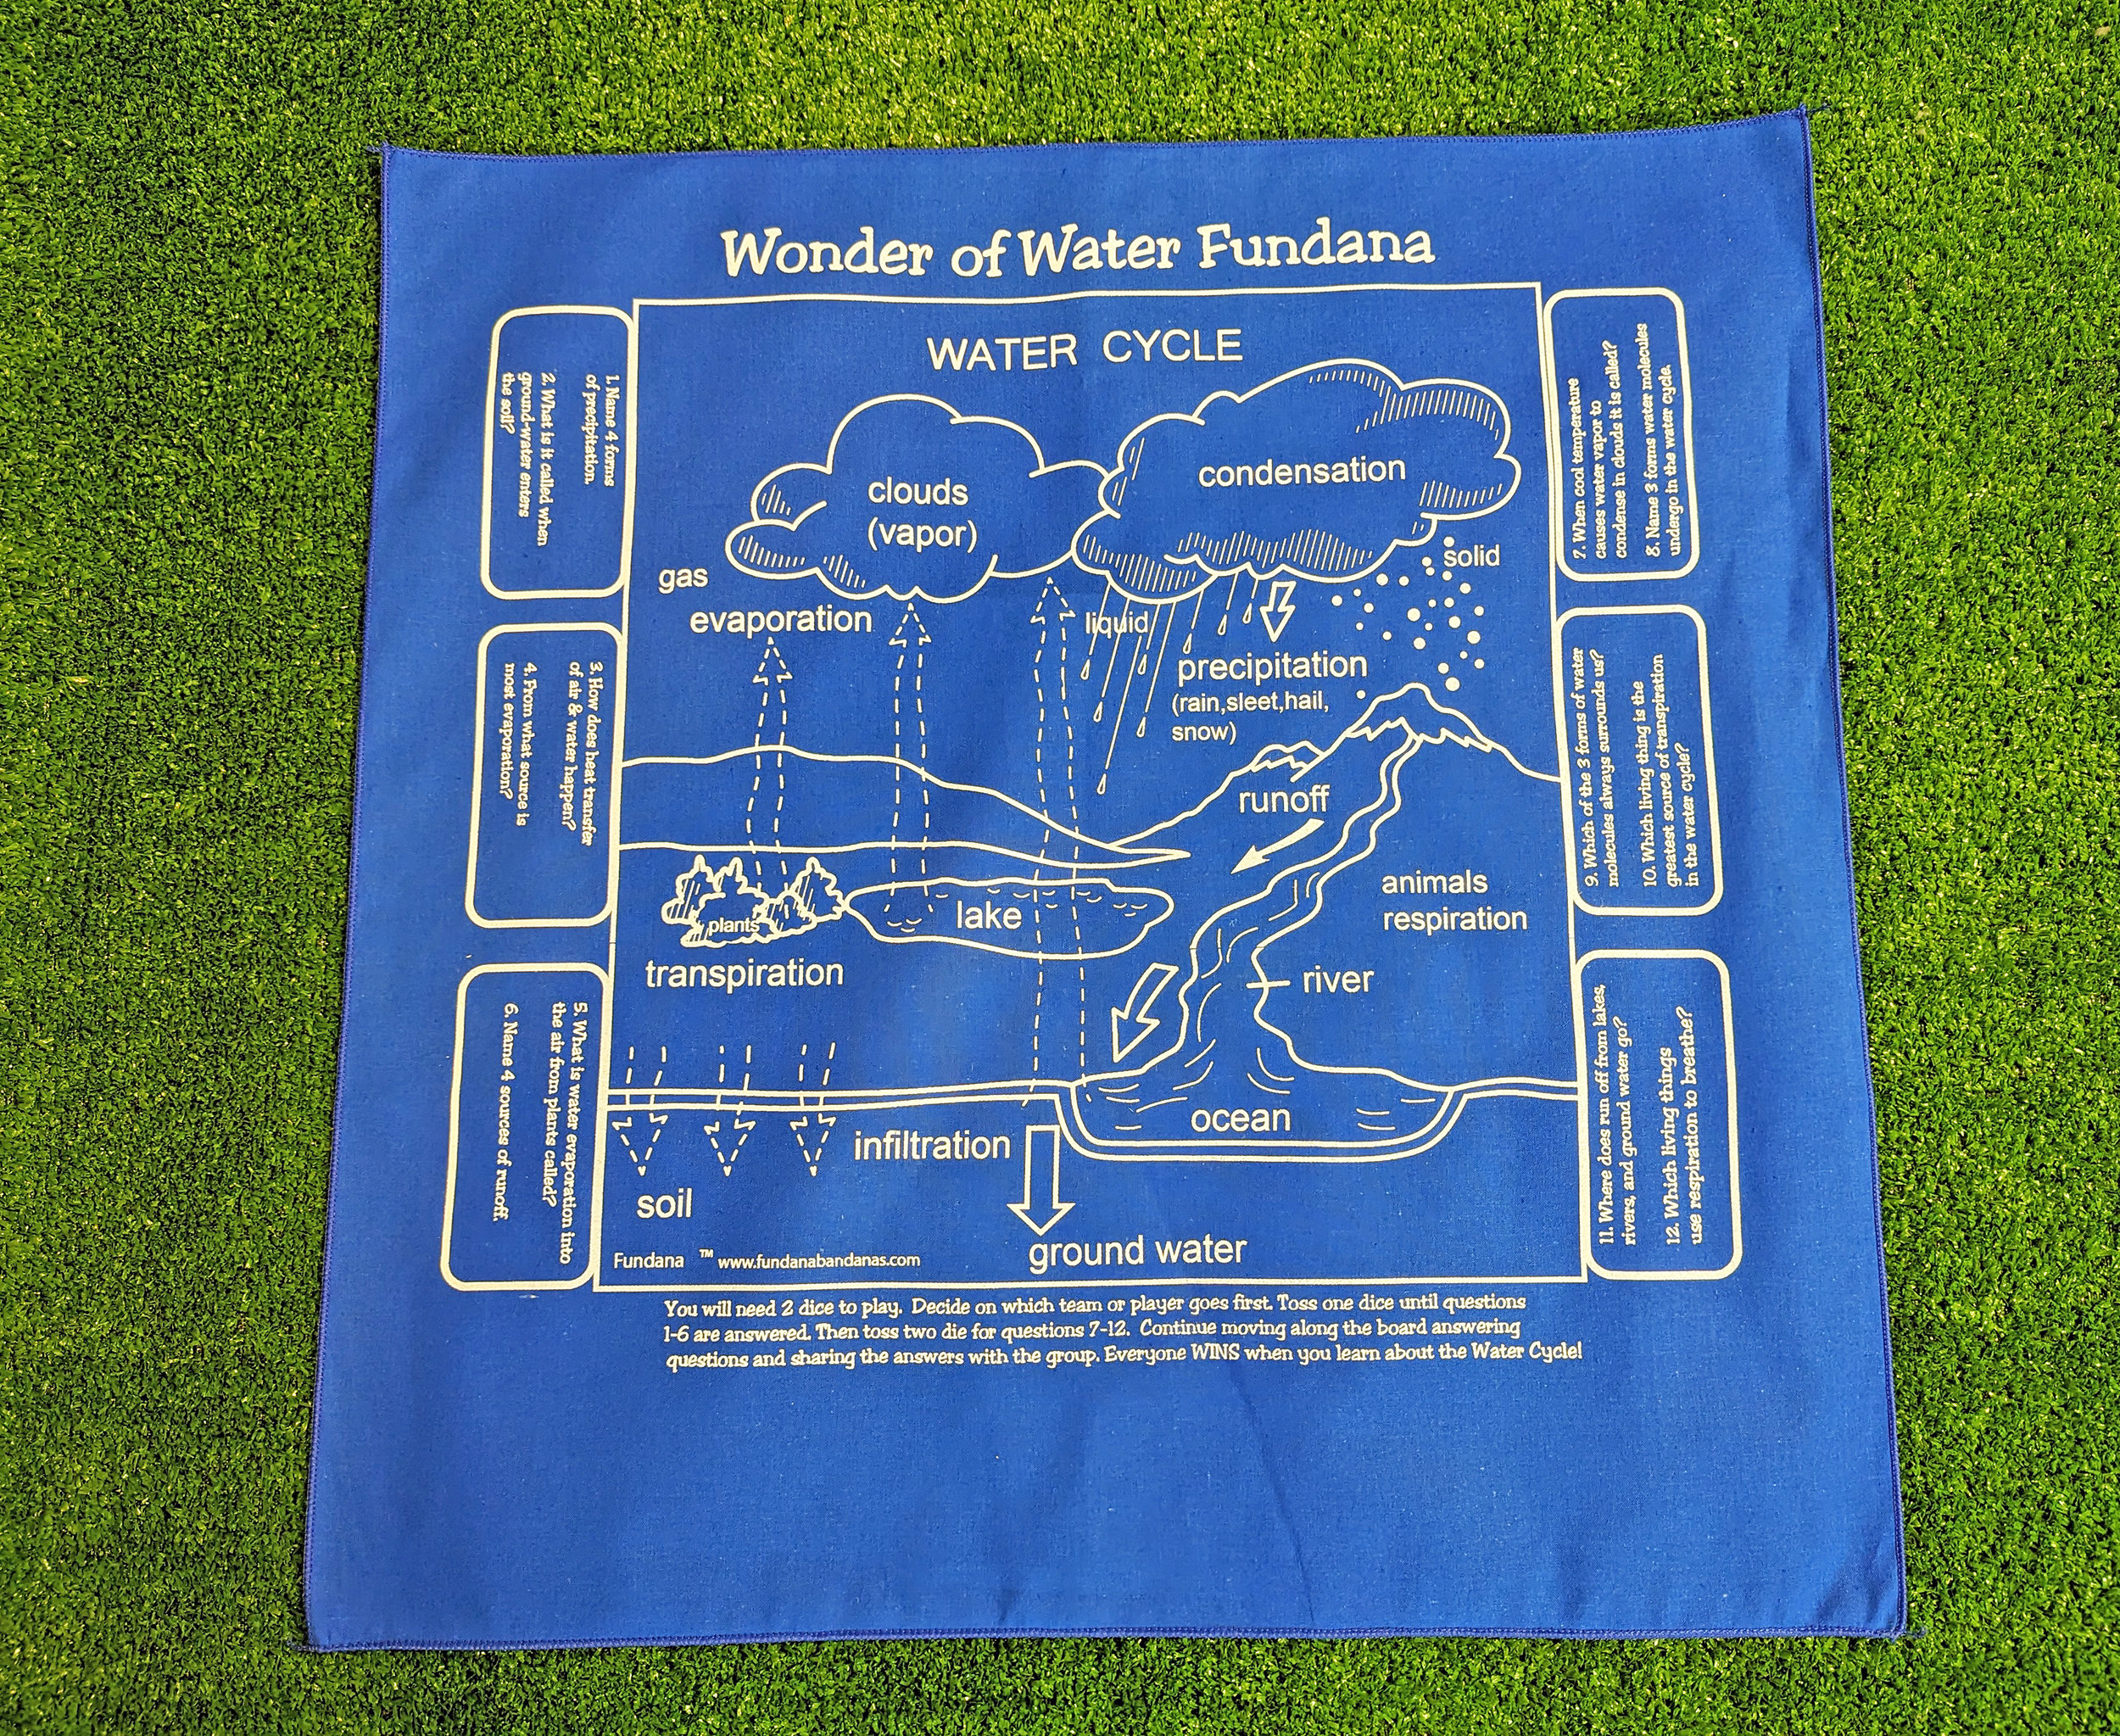 Wonder of Water Fundana
WATER CYCLE
1. Name 4 forms
of precipitation.
2. What is it called when
ground-water enters
the soil?
3. How does heat transfer
of air & water happen?
4. From what source is
most evaporation?
5. What is water evaporation into
the air from plants called?
6. Name 4 sources of runoff.
clouds
(vapor)
condensation
gas
evaporation
liquid
solid
precipitation
(rain,sleet,hail,
snow)
runoff
plants
lake
animals
respiration
transpiration
river
ocean
infiltration
soil
ground water
Fundana ™ www.fundanabandanas.com
7. When cool temperature
causes water vapor to
condense in clouds it is called?
8. Name 3 forms water molecules
undergo in the water cycle.
9. Which of the 3 forms of water
molecules always surrounds us?
10. Which living thing is the
greatest source of transpiration
in the water cycle?
11. Where does run off from lakes,
rivers, and ground water go?
12. Which living things
use respiration to breathe?
You will need 2 dice to play. Decide on which team or player goes first. Toss one dice until questions
1-6 are answered. Then toss two die for questions 7-12. Continue moving along the board answering
questions and sharing the answers with the group. Everyone WINS when you learn about the Water Cycle!